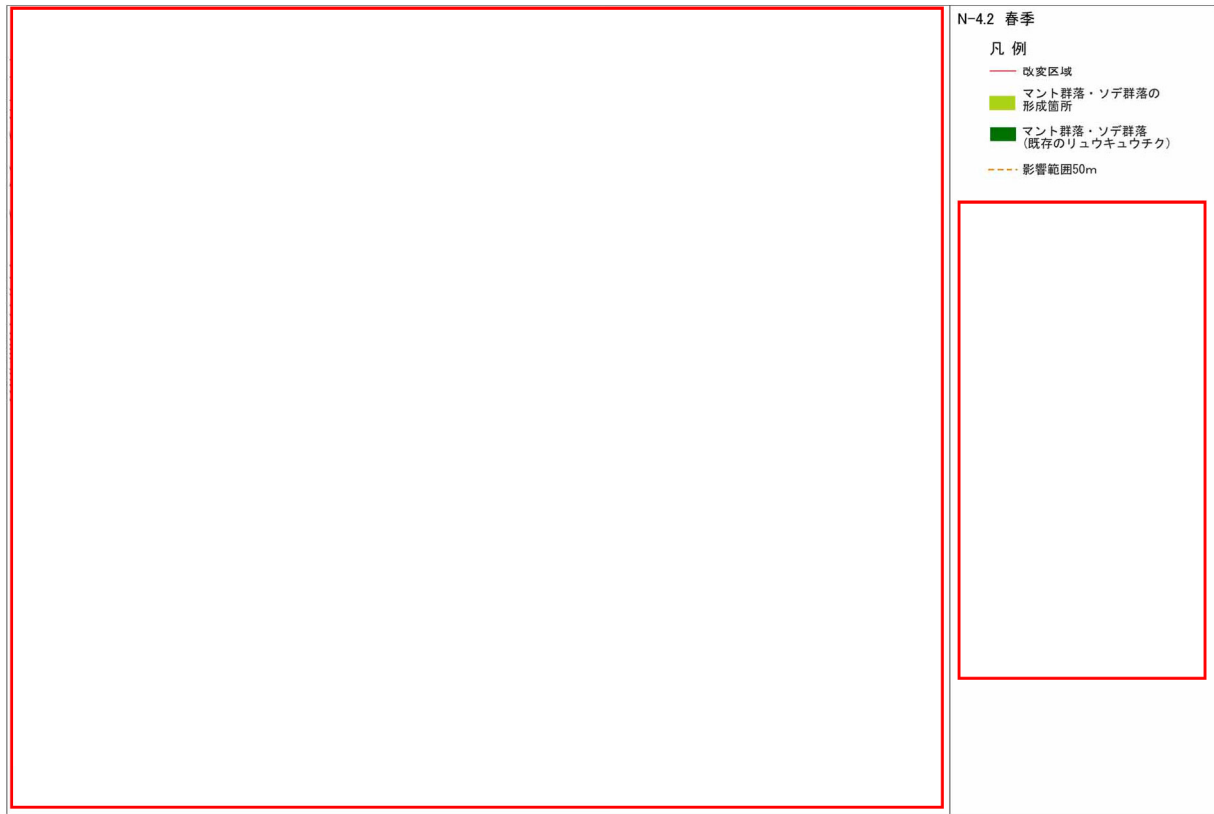 N-4.2 春季
凡 例
改変区域
マント群落・ソデ群落の
形成箇所
マント群落・ソデ群落
(既存のリュウキュウチク)
影響範囲50m